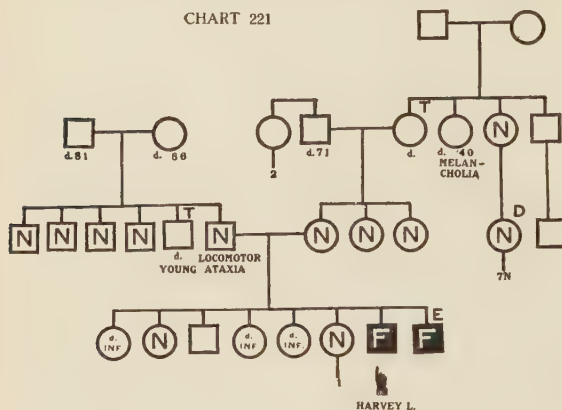 CHART 221
T
N
d.81
d. 86
2
d.71
d.
d. '40
MELAN-
CHOLIA
T
D
N N N N
N
N N N
N
d.
YOUNG
LOCOMOTOR
ATAXIA
7N
E
d.
INF.
N
d.
INF.
d.
INF.
N
F
F
HARVEY L.